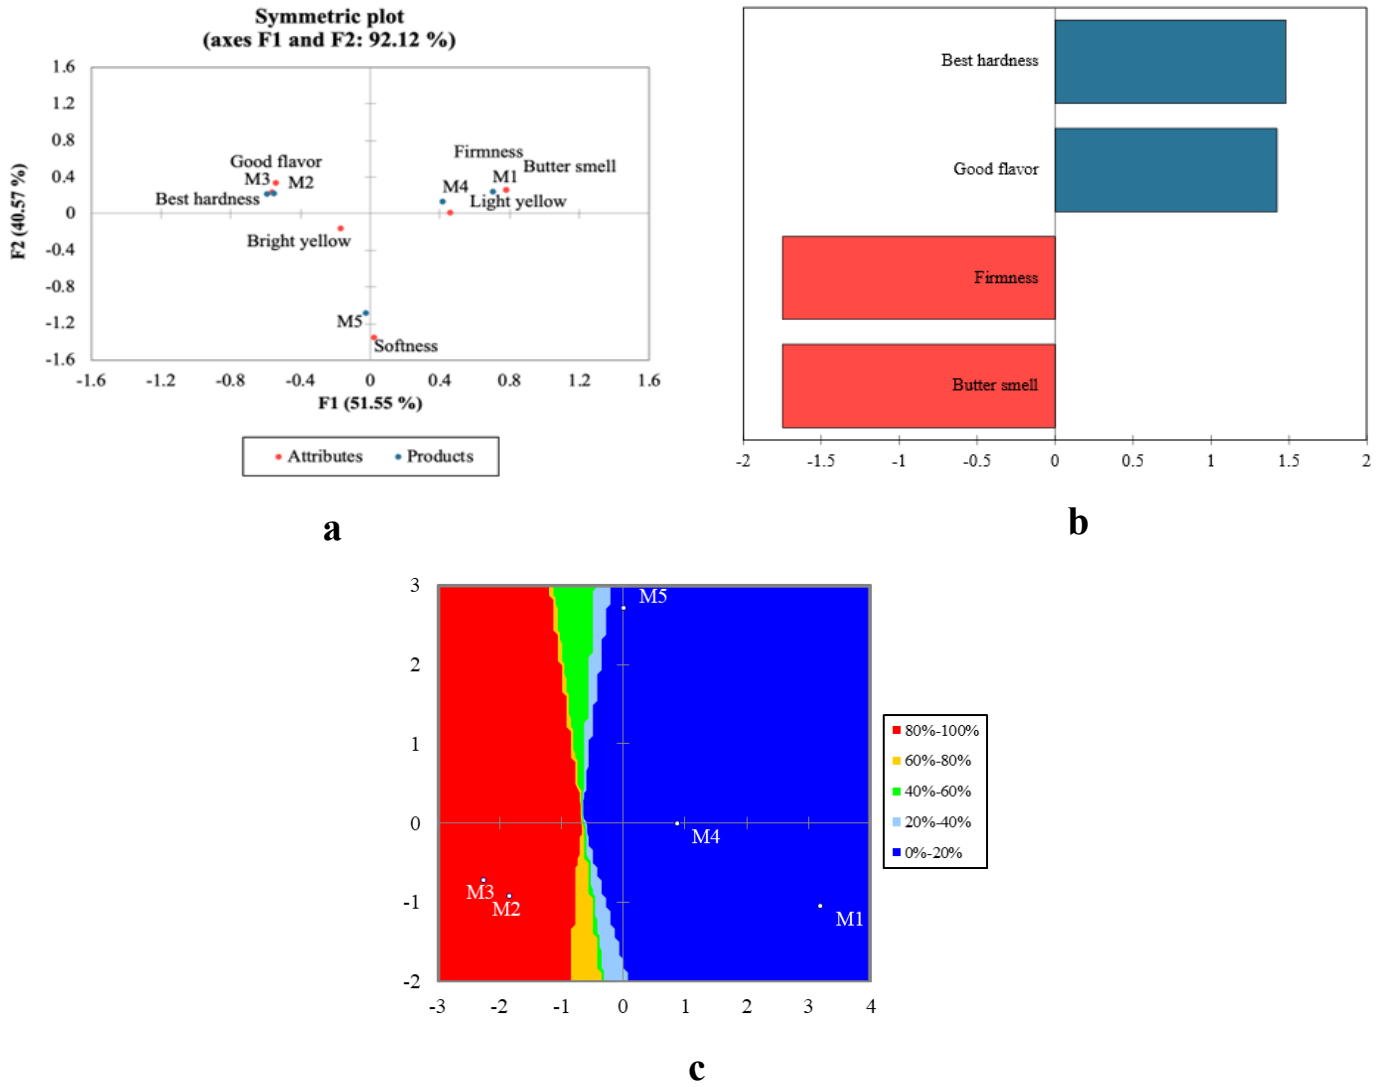 Symmetric plot
(axes F1 and F2: 92.12 %)
1.6
1.2
0.8
0.4
0
-0.4
-0.8
-1.2
-1.6
F2 (40.57 %)
Firmness
Good flavor
Butter smell
M3
M2
M1
M4
Best hardness
Light yellow
Bright yellow
M5
Softness
-1.6 -1.2 -0.8 -0.4 0 0.4 0.8 1.2 1.6
F1 (51.55 %)
Attributes Products
a
Best hardness
Good flavor
Firmness
Butter smell
-2 -1.5 -1 -0.5 0 0.5 1 1.5 2
b
3
2
1
0
-1
-2
M5
M4
M3
M2
M1
-3 -2 -1 0 1 2 3 4
80%-100%
60%-80%
40%-60%
20%-40%
0%-20%
c